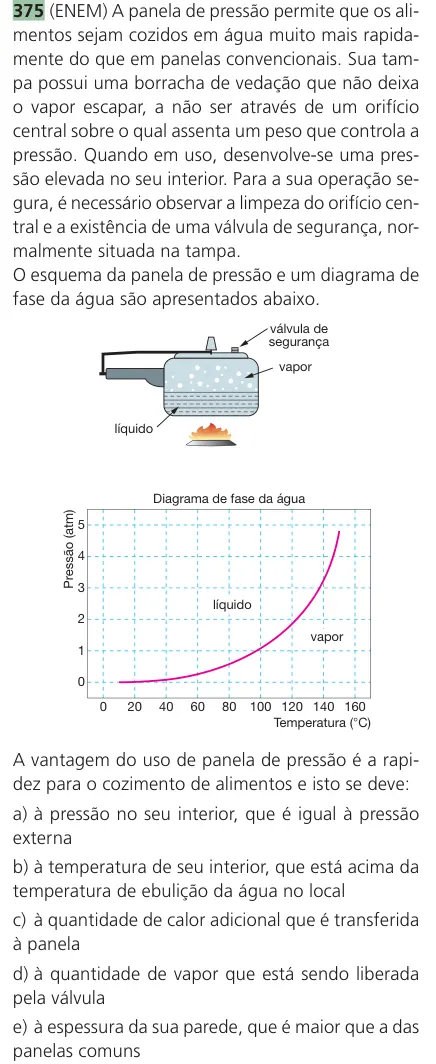 375 (ENEM) A panela de pressão permite que os ali-
mentos sejam cozidos em água muito mais rapida-
mente do que em panelas convencionais. Sua tam-
pa possui uma borracha de vedação que não deixa
o vapor escapar, a não ser através de um orifício
central sobre o qual assenta um peso que controla a
pressão. Quando em uso, desenvolve-se uma pres-
são elevada no seu interior. Para a sua operação se-
gura, é necessário observar a limpeza do orifício cen-
tral e a existência de uma válvula de segurança, nor-
malmente situada na tampa.
O esquema da panela de pressão e um diagrama de
fase da água são apresentados abaixo.
válvula de
segurança
vapor
líquido
Diagrama de fase da água
Pressão (atm)
5
4
3
2
1
0
líquido
vapor
0 20 40 60 80 100 120 140 160
Temperatura (°C)
A vantagem do uso de panela de pressão é a rapi-
dez para o cozimento de alimentos e isto se deve:
a) à pressão no seu interior, que é igual à pressão
externa
b) à temperatura de seu interior, que está acima da
temperatura de ebulição da água no local
c) à quantidade de calor adicional que é transferida
à panela
d) à quantidade de vapor que está sendo liberada
pela válvula
e) à espessura da sua parede, que é maior que a das
panelas comuns